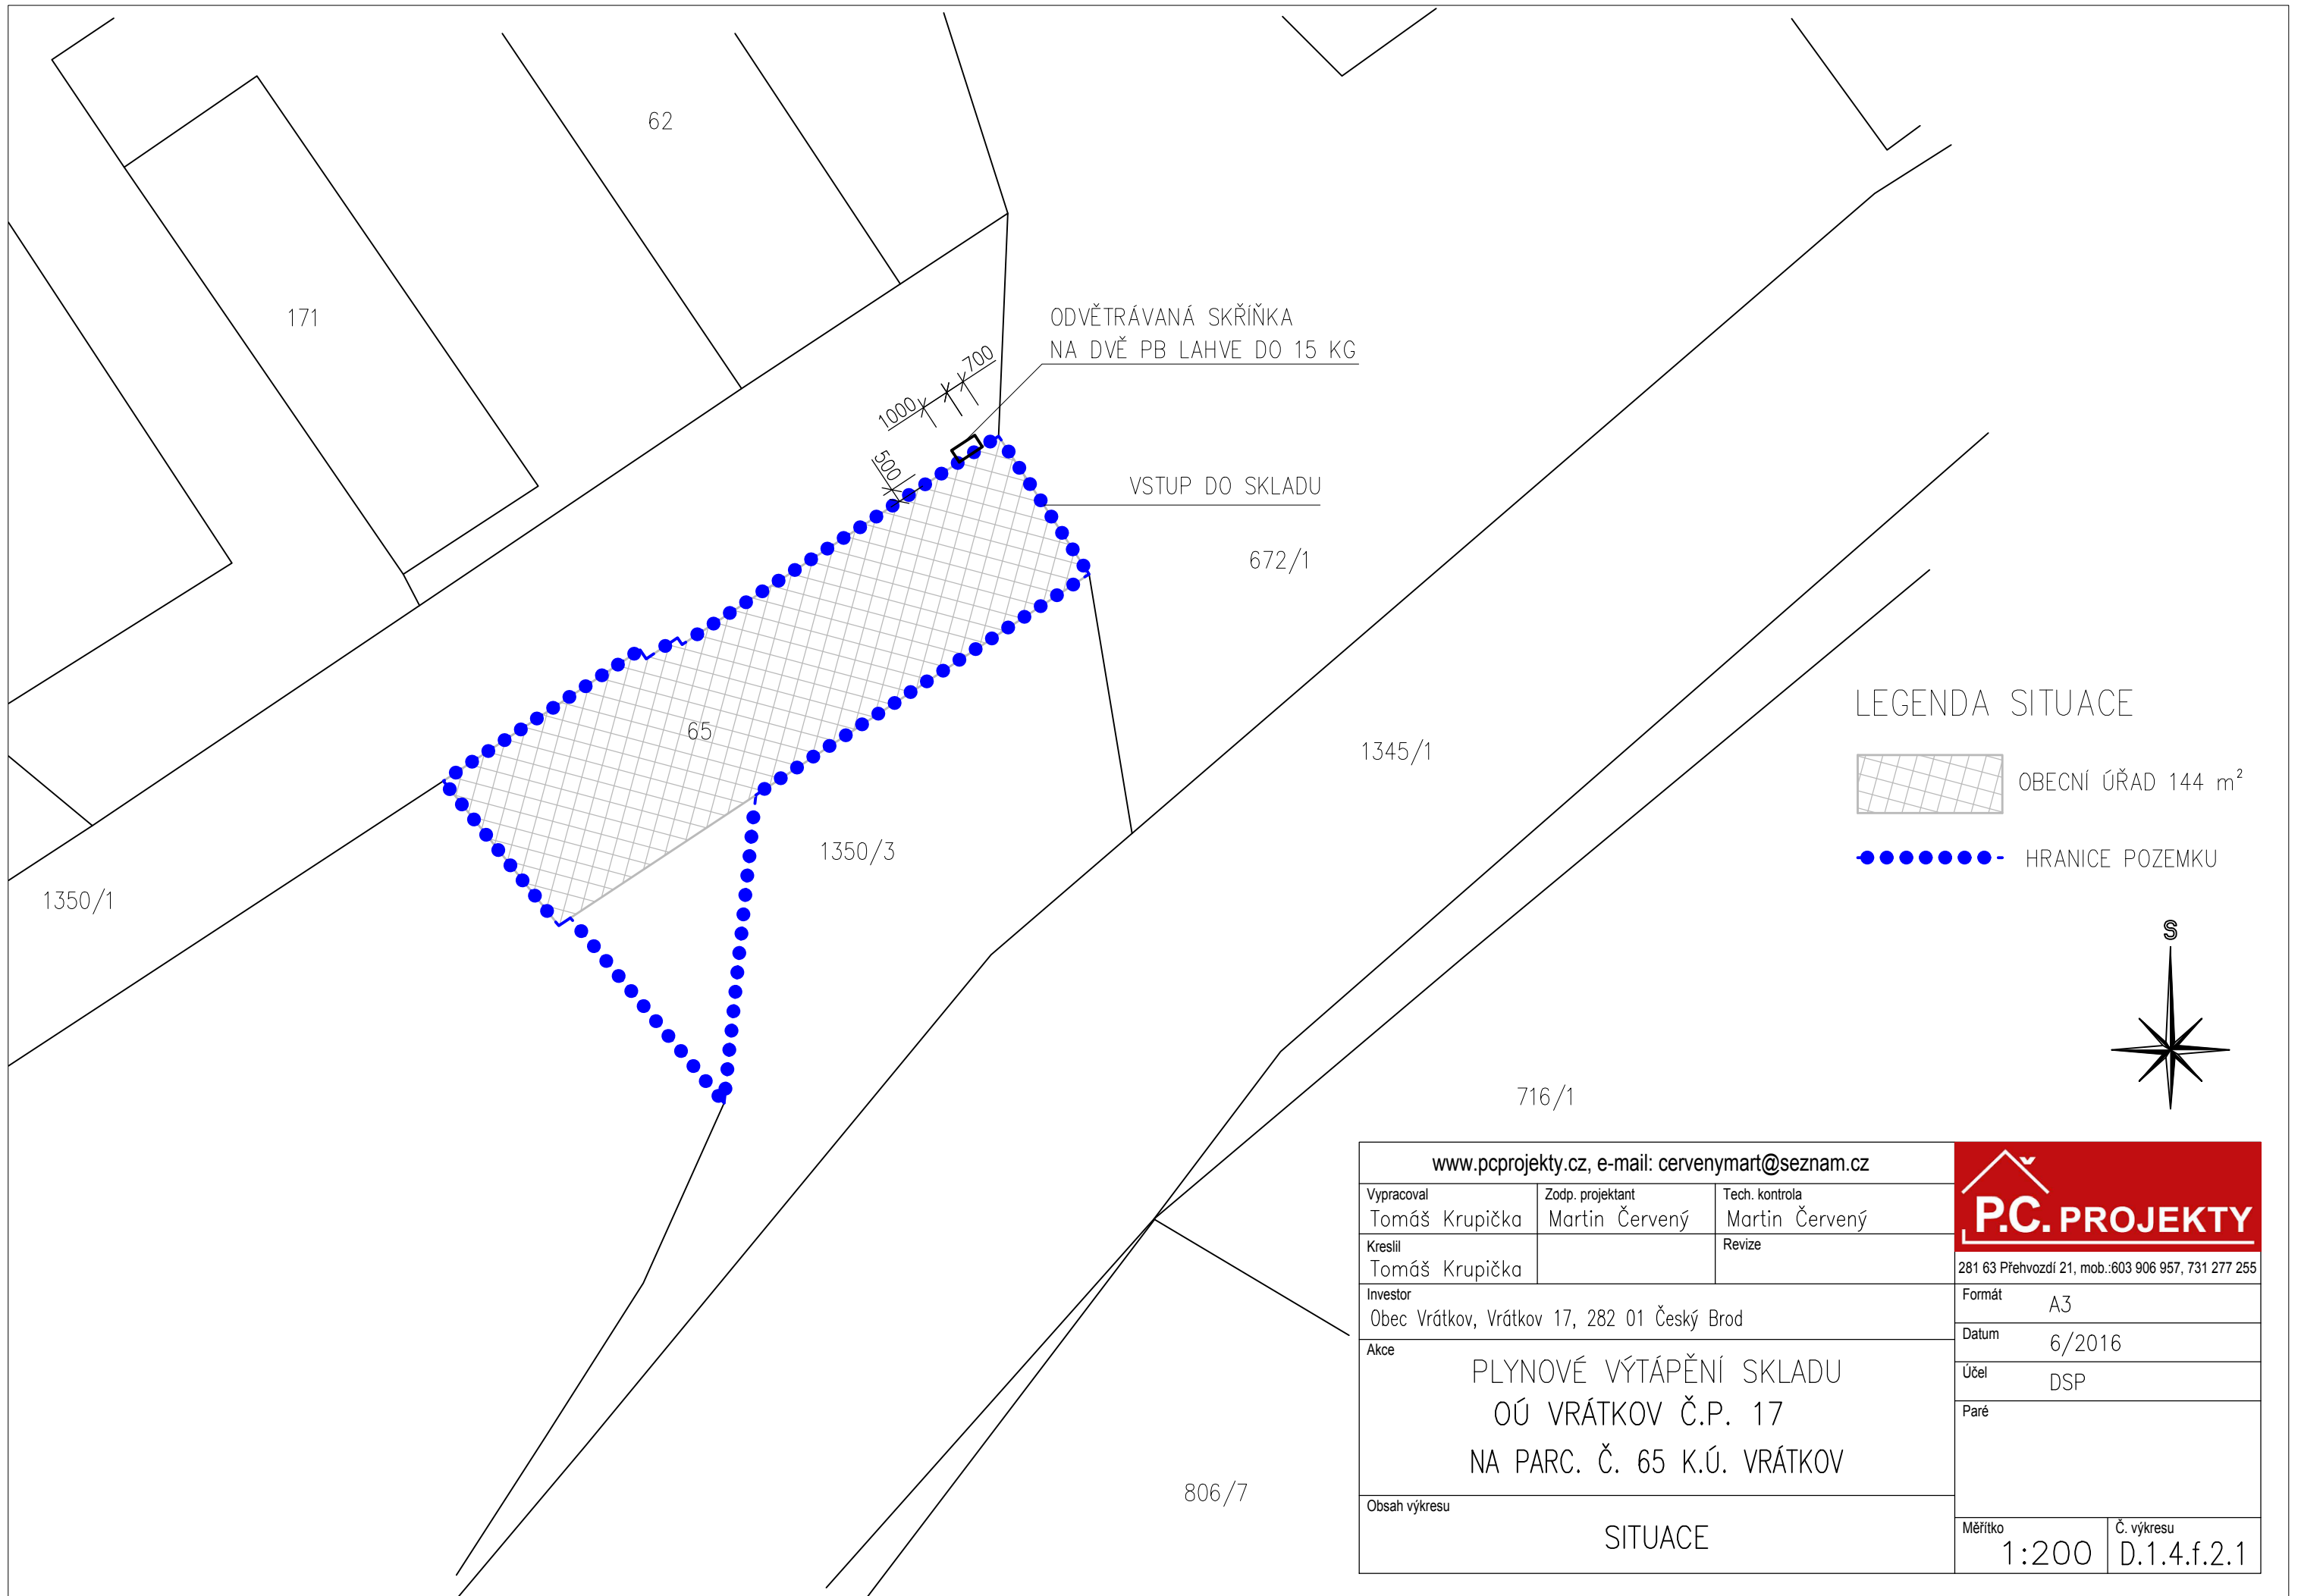 62
171
ODVĚTRÁVANÁ SKŘÍŇKA
NA DVĚ PB LAHVE DO 15 KG
700
1000
500
VSTUP DO SKLADU
672/1
65
1345/1
1350/3
1350/1
LEGENDA SITUACE
OBECNÍ ÚŘAD 144 m²
HRANICE POZEMKU
S
716/1
806/7
www.pcprojekty.cz, e-mail: cervenymart@seznam.cz
Vypracoval
Tomáš Krupička
Zodp. projektant
Martin Červený
Tech. kontrola
Martin Červený
Kreslil
Tomáš Krupička
Revize
P.Č. PROJEKTY
281 63 Přehvozdí 21, mob.:603 906 957, 731 277 255
Investor
Obec Vrátkov, Vrátkov 17, 282 01 Český Brod
Formát
A3
Datum
6/2016
Účel
DSP
Paré
Akce
PLYNOVÉ VÝTÁPĚNÍ SKLADU
OÚ VRÁTKOV Č.P. 17
NA PARC. Č. 65 K.Ú. VRÁTKOV
Obsah výkresu
SITUACE
Měřítko
1:200
Č. výkresu
D.1.4.f.2.1